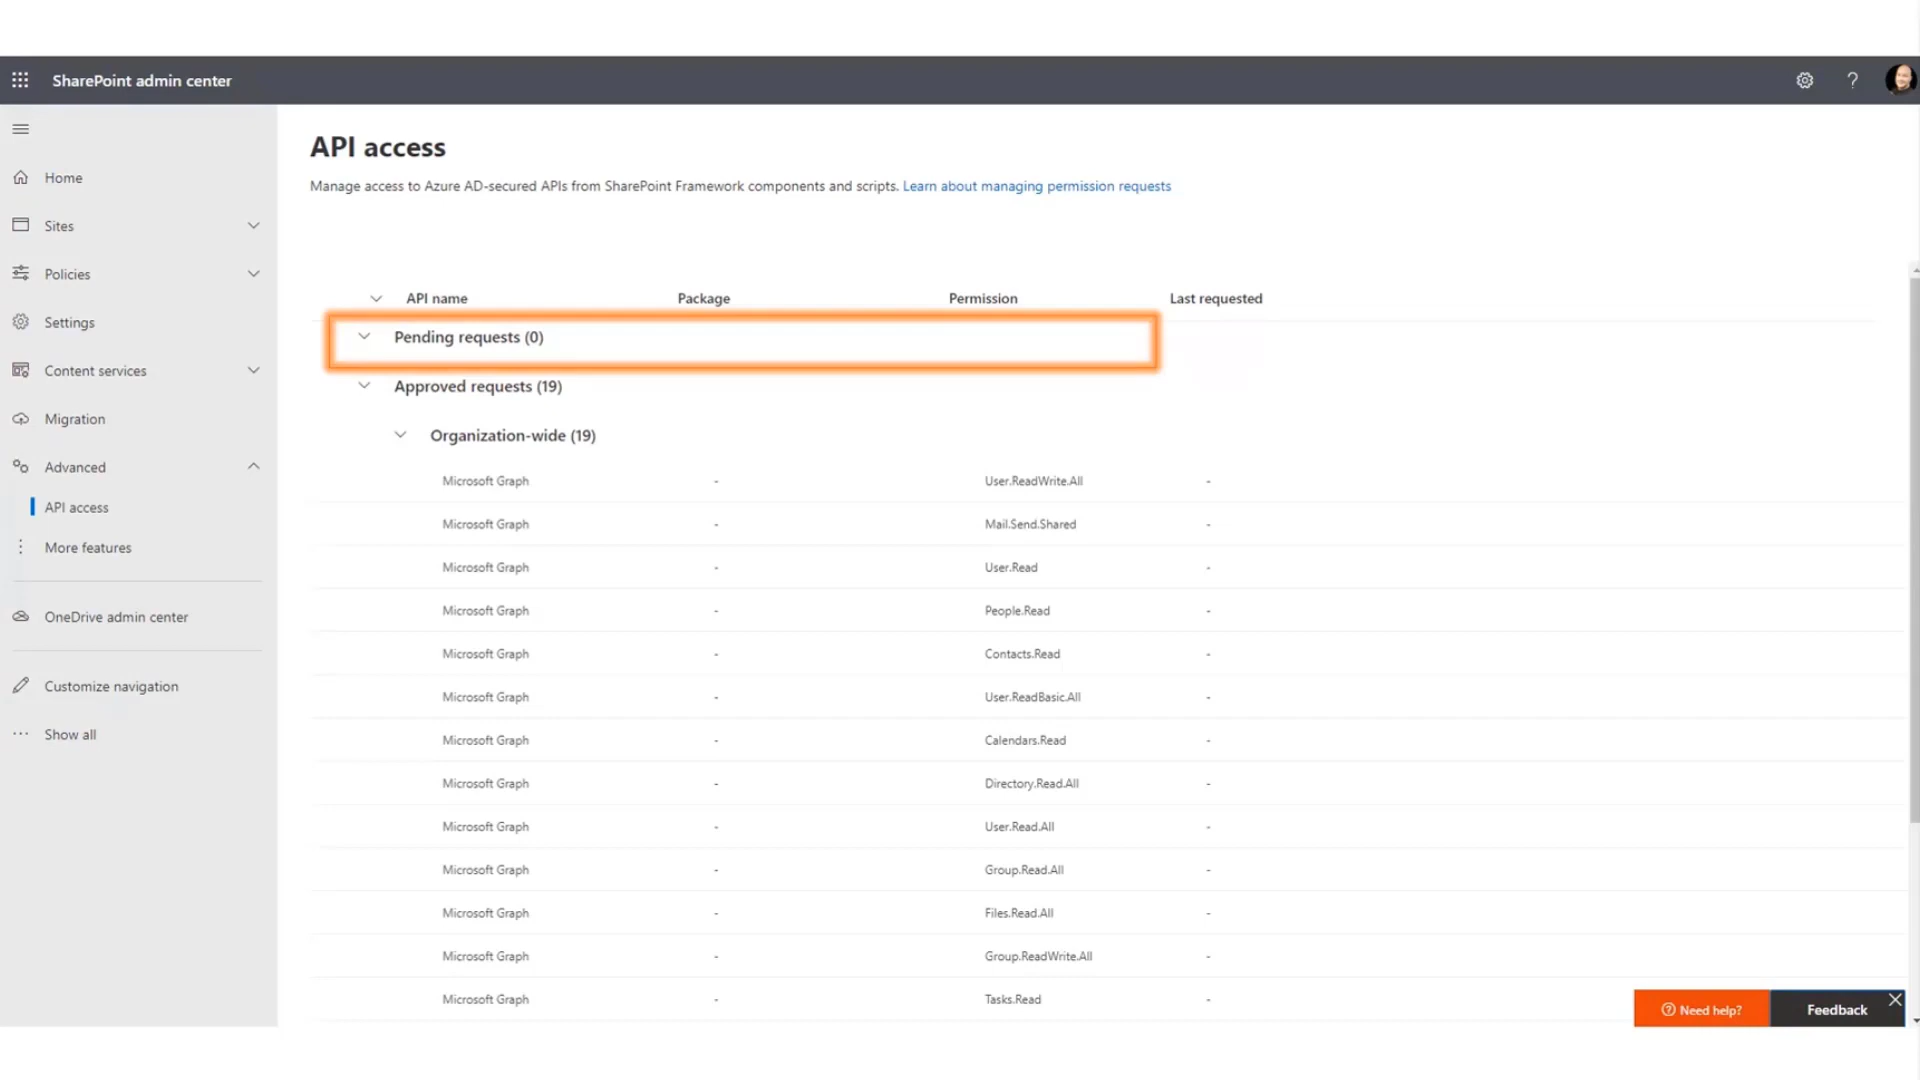 SharePoint admin center
?
Home
Sites
Policies
Settings
Content services
Migration
Advanced
API access
More features
OneDrive admin center
Customize navigation
Show all
API access
Manage access to Azure AD-secured APIs from SharePoint Framework components and scripts. Learn about managing permission requests
API name Package Permission Last requested
Pending requests (0)
Approved requests (19)
Organization-wide (19)
Microsoft Graph - User.ReadWrite.All -
Microsoft Graph - Mail.Send.Shared -
Microsoft Graph - User.Read -
Microsoft Graph - People.Read -
Microsoft Graph - Contacts.Read -
Microsoft Graph - User.ReadBasic.All -
Microsoft Graph - Calendars.Read -
Microsoft Graph - Directory.Read.All -
Microsoft Graph - User.Read.All -
Microsoft Graph - Group.Read.All -
Microsoft Graph - Files.Read.All -
Microsoft Graph - Group.ReadWrite.All -
Microsoft Graph - Tasks.Read -
Need help?
Feedback